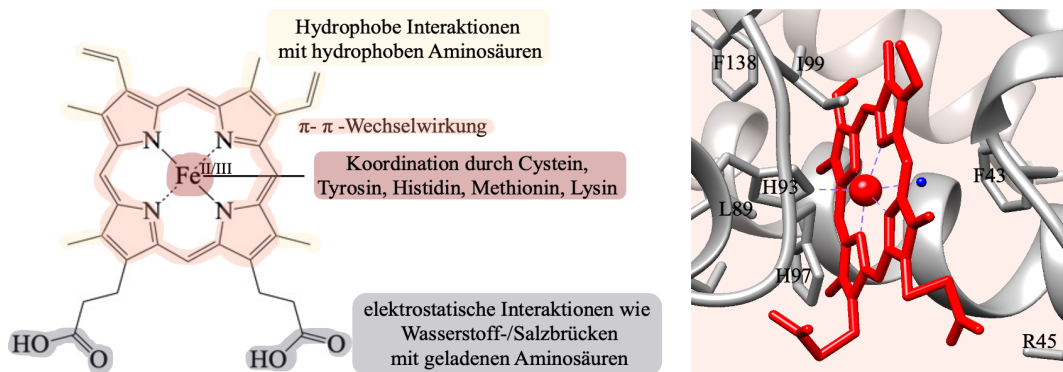 Hydrophobe Interaktionen
mit hydrophoben Aminosäuren
π- π -Wechselwirkung
N
N
Fe
II/III
N
N
Koordination durch Cystein,
Tyrosin, Histidin, Methionin, Lysin
elektrostatische Interaktionen wie
Wasserstoff-/Salzbrücken
mit geladenen Aminosäuren
HO
O
HO
O
F138
I99
H93
L89
H97
F43
R45